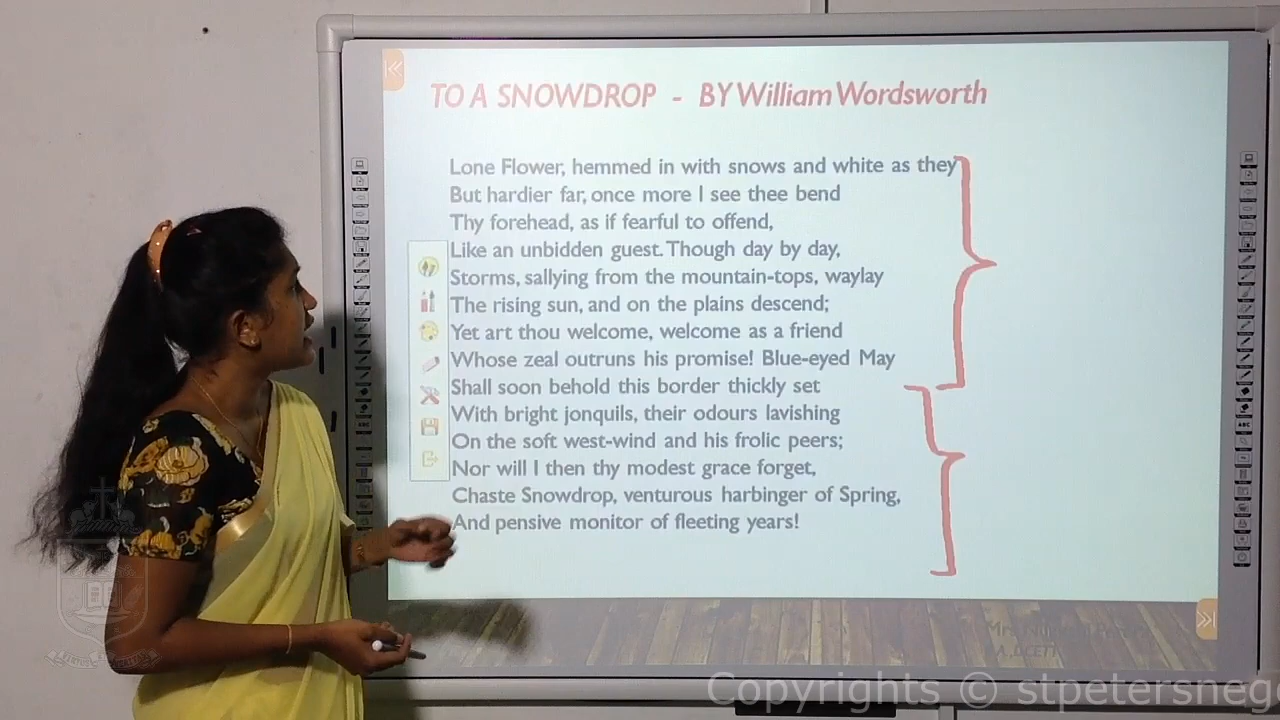 TO A SNOWDROP - BY William Wordsworth
Lone Flower, hemmed in with snows and white as they
But hardier far, once more I see thee bend
Thy forehead, as if fearful to offend,
Like an unbidden guest. Though day by day,
Storms, sallying from the mountain-tops, waylay
The rising sun, and on the plains descend;
Yet art thou welcome, welcome as a friend
Whose zeal outruns his promise! Blue-eyed May
Shall soon behold this border thickly set
With bright jonquils, their odours lavishing
On the soft west-wind and his frolic peers;
Nor will I then thy modest grace forget,
Chaste Snowdrop, venturous harbinger of Spring,
And pensive monitor of fleeting years!
Copyrights © stpetersneg